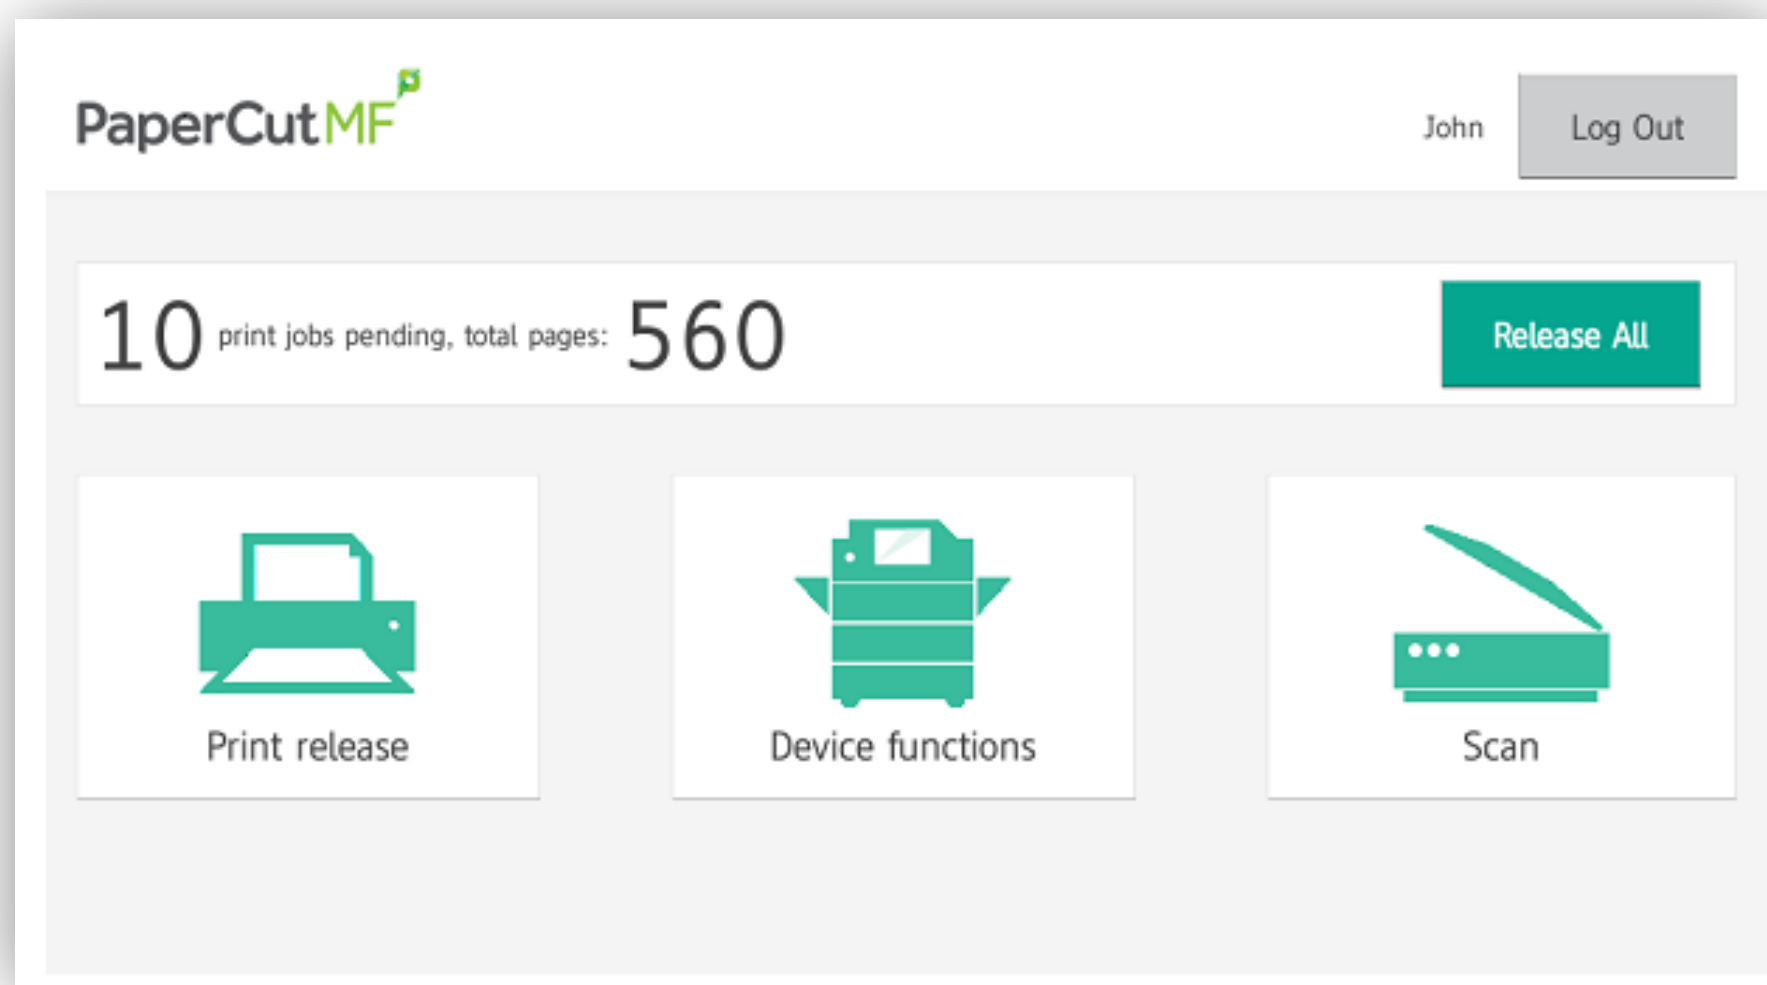 PaperCut MF
John
Log Out
10 print jobs pending, total pages: 560
Release All
Print release
Device functions
Scan